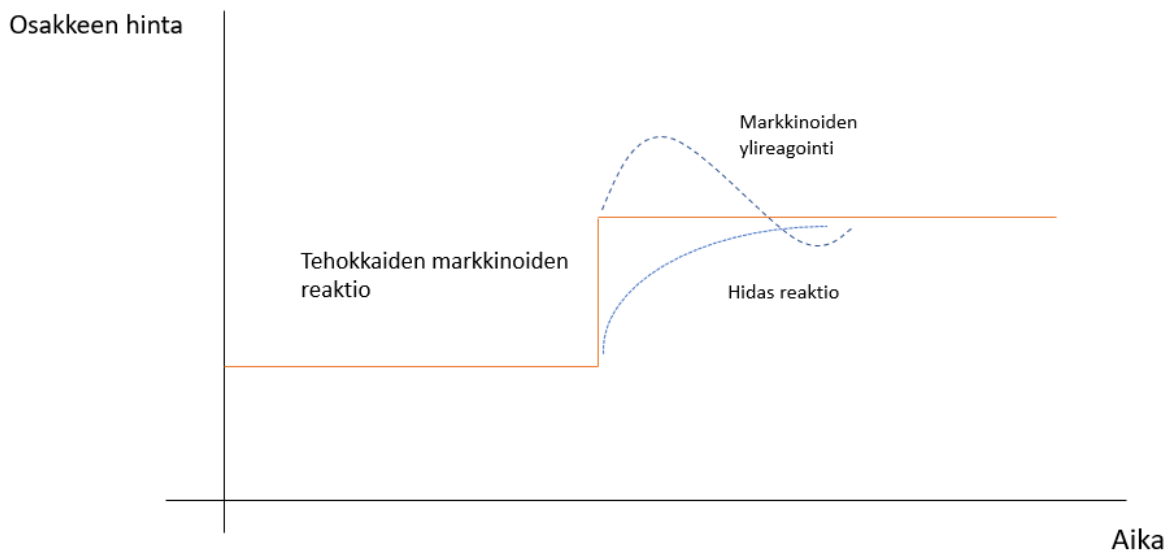 Osakkeen hinta
Markkinoiden
ylireagointi
Tehokkaiden markkinoiden
reaktio
Hidas reaktio
Aika